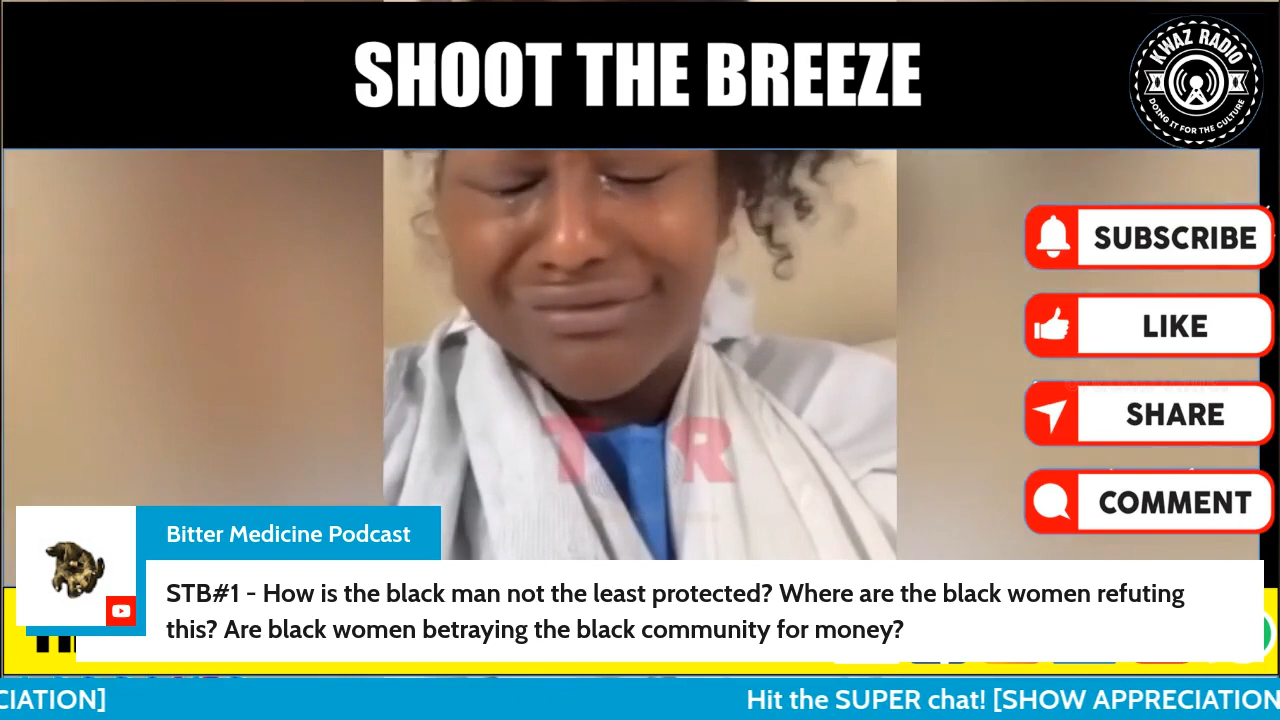 SHOOT THE BREEZE
KWAZ RADIO
DOING IT FOR THE CULTURE
SUBSCRIBE
LIKE
SHARE
COMMENT
Bitter Medicine Podcast
STB#1 - How is the black man not the least protected? Where are the black women refuting
this? Are black women betraying the black community for money?
CIATION]
Hit the SUPER chat! [SHOW APPRECIATION